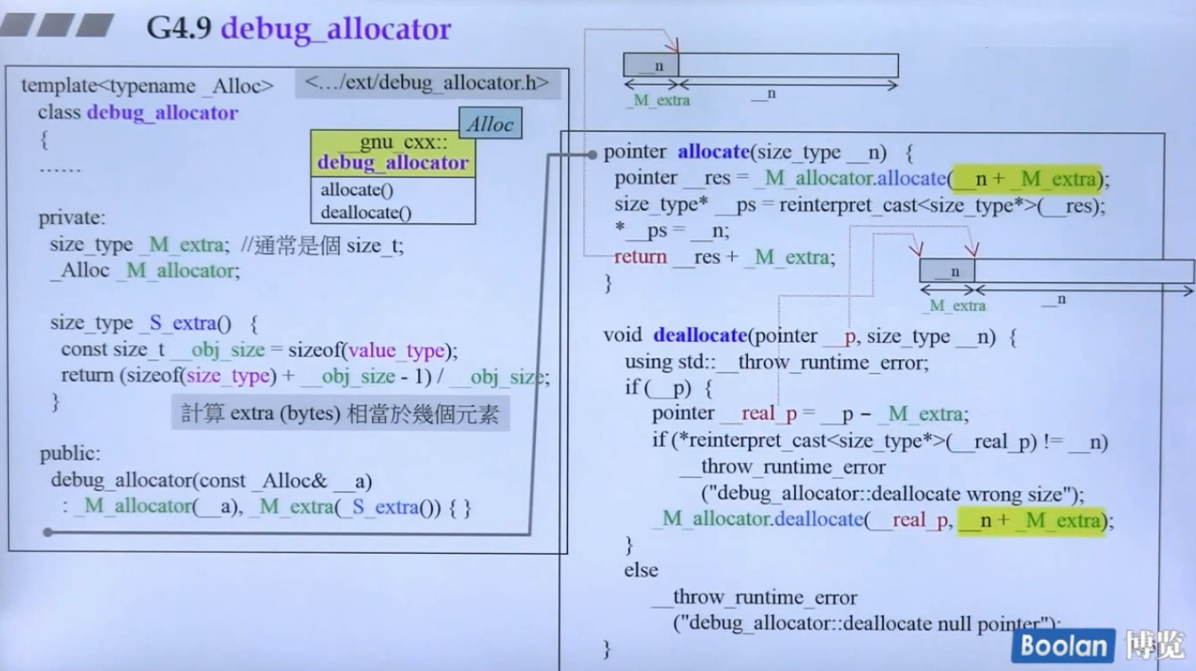 G4.9 debug_allocator
template<typename _Alloc>
<.../ext/debug_allocator.h>
class debug_allocator
{
......
Alloc
__gnu_cxx::
debug_allocator
allocate()
deallocate()
private:
size_type _M_extra; //通常是個 size_t;
_Alloc _M_allocator;
size_type _S_extra() {
const size_t __obj_size = sizeof(value_type);
return (sizeof(size_type) + __obj_size - 1) / __obj_size;
}
計算 extra (bytes) 相當於幾個元素
public:
debug_allocator(const _Alloc& __a)
: _M_allocator(__a), _M_extra(_S_extra()) { }
__n
_M_extra
__n
pointer allocate(size_type __n) {
pointer __res = _M_allocator.allocate(__n + _M_extra);
size_type* __ps = reinterpret_cast<size_type*>(__res);
*__ps = __n;
return __res + _M_extra;
}
__n
_M_extra
__n
void deallocate(pointer __p, size_type __n) {
using std::__throw_runtime_error;
if (__p) {
pointer __real_p = __p – _M_extra;
if (*reinterpret_cast<size_type*>(__real_p) != __n)
__throw_runtime_error
("debug_allocator::deallocate wrong size");
_M_allocator.deallocate(__real_p, __n + _M_extra);
}
else
__throw_runtime_error
("debug_allocator::deallocate null pointer");
}
Boolan 博览